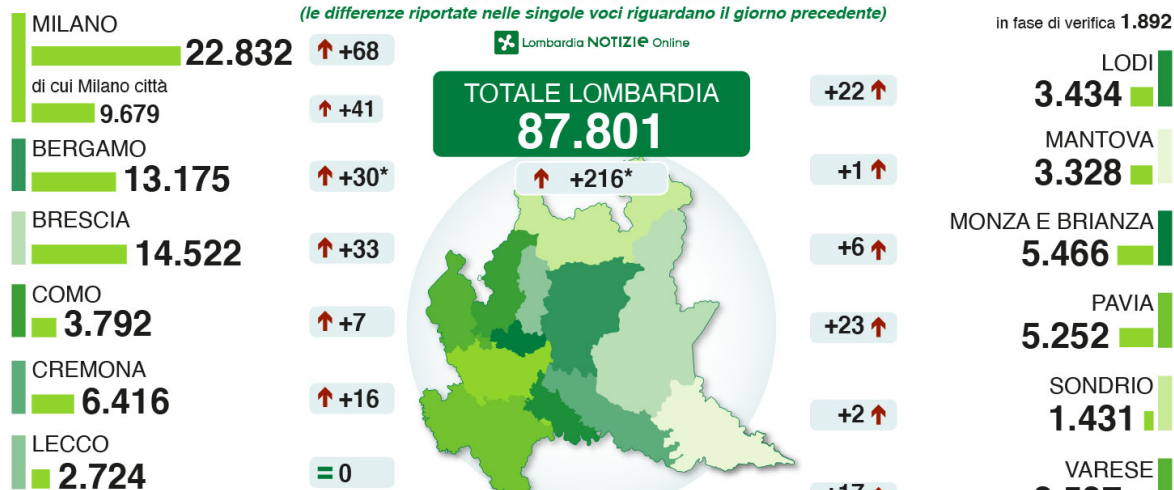 (le differenze riportate nelle singole voci riguardano il giorno precedente)
Lombardia NOTIZIE Online
TOTALE LOMBARDIA
87.801
+216*
MILANO
22.832
+68
di cui Milano città
9.679
+41
BERGAMO
13.175
+30*
BRESCIA
14.522
+33
COMO
3.792
+7
CREMONA
6.416
+16
LECCO
2.724
= 0
in fase di verifica 1.892
LODI
3.434
+22
MANTOVA
3.328
+1
MONZA E BRIANZA
5.466
+6
PAVIA
5.252
+23
SONDRIO
1.431
+2
VARESE
+17